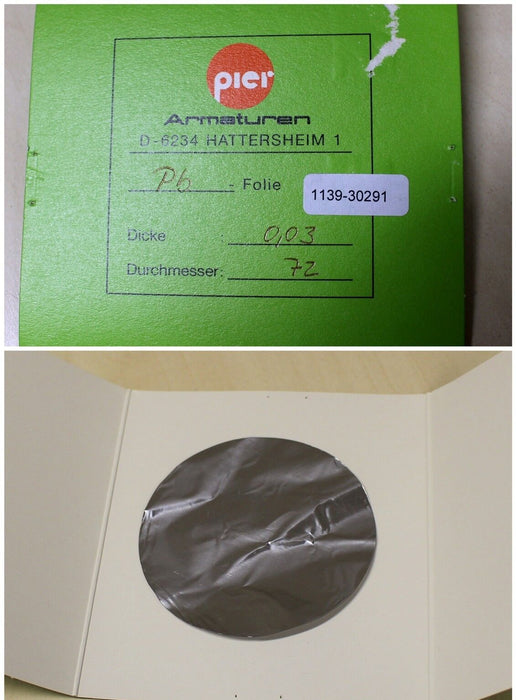 pier
Armaturen
D-6234 HATTERSHEIM 1
Pb - Folie
1139-30291
Dicke : 0,03
Durchmesser: 72